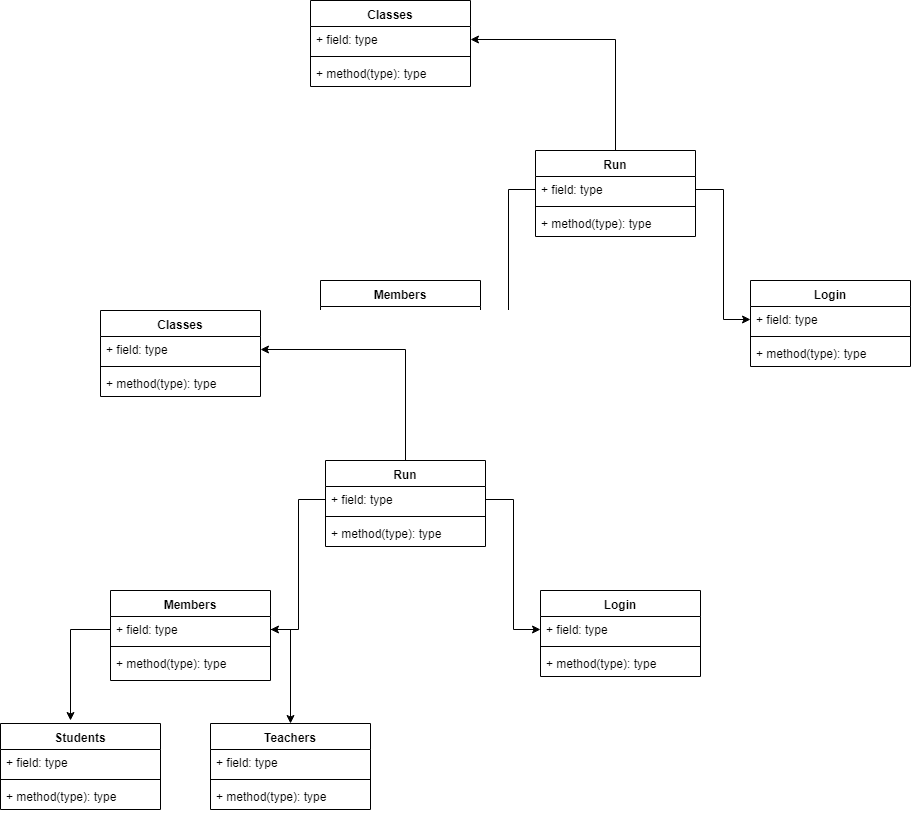 Classes
+ field: type
+ method(type): type
Run
+ field: type
+ method(type): type
Members
Login
+ field: type
+ method(type): type
Classes
+ field: type
+ method(type): type
Run
+ field: type
+ method(type): type
Members
+ field: type
+ method(type): type
Login
+ field: type
+ method(type): type
Students
+ field: type
+ method(type): type
Teachers
+ field: type
+ method(type): type